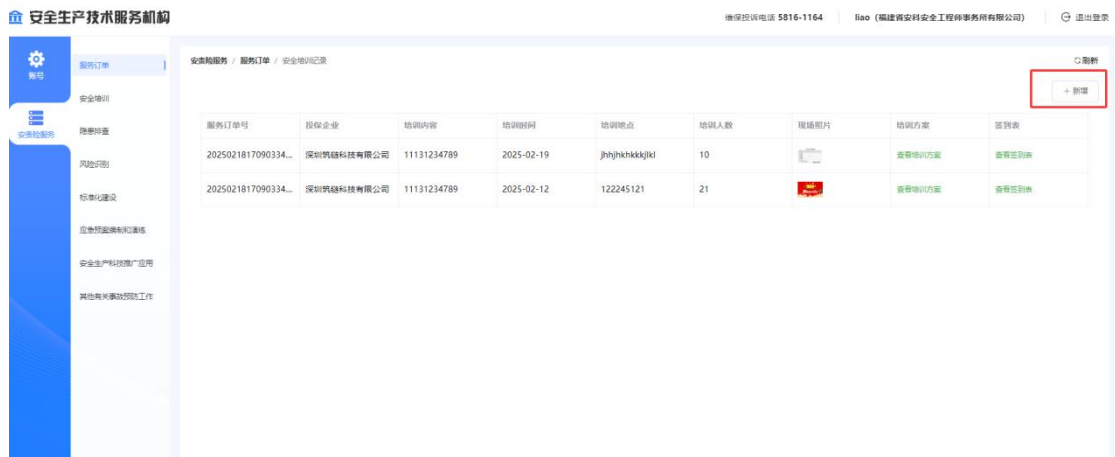 安全生产技术服务机构
维保投诉电话 5816-1164
liao（福建省安科安全工程师事务所有限公司）
退出登录
账号
安责险服务
服务订单
安全培训
隐患排查
风险识别
标准化建设
应急预案编制和演练
安全生产科技推广应用
其他有关事故预防工作
安责险服务 / 服务订单 / 安全培训记录
刷新
+ 新增
服务订单号 投保企业 培训内容 培训时间 培训地点 培训人数 现场照片 培训方案 签到表
2025021817090334... 深圳筑链科技有限公司 11131234789 2025-02-19 jhhjhkhkkkjlkl 10 查看培训方案 查看签到表
2025021817090334... 深圳筑链科技有限公司 11131234789 2025-02-12 122245121 21 查看培训方案 查看签到表